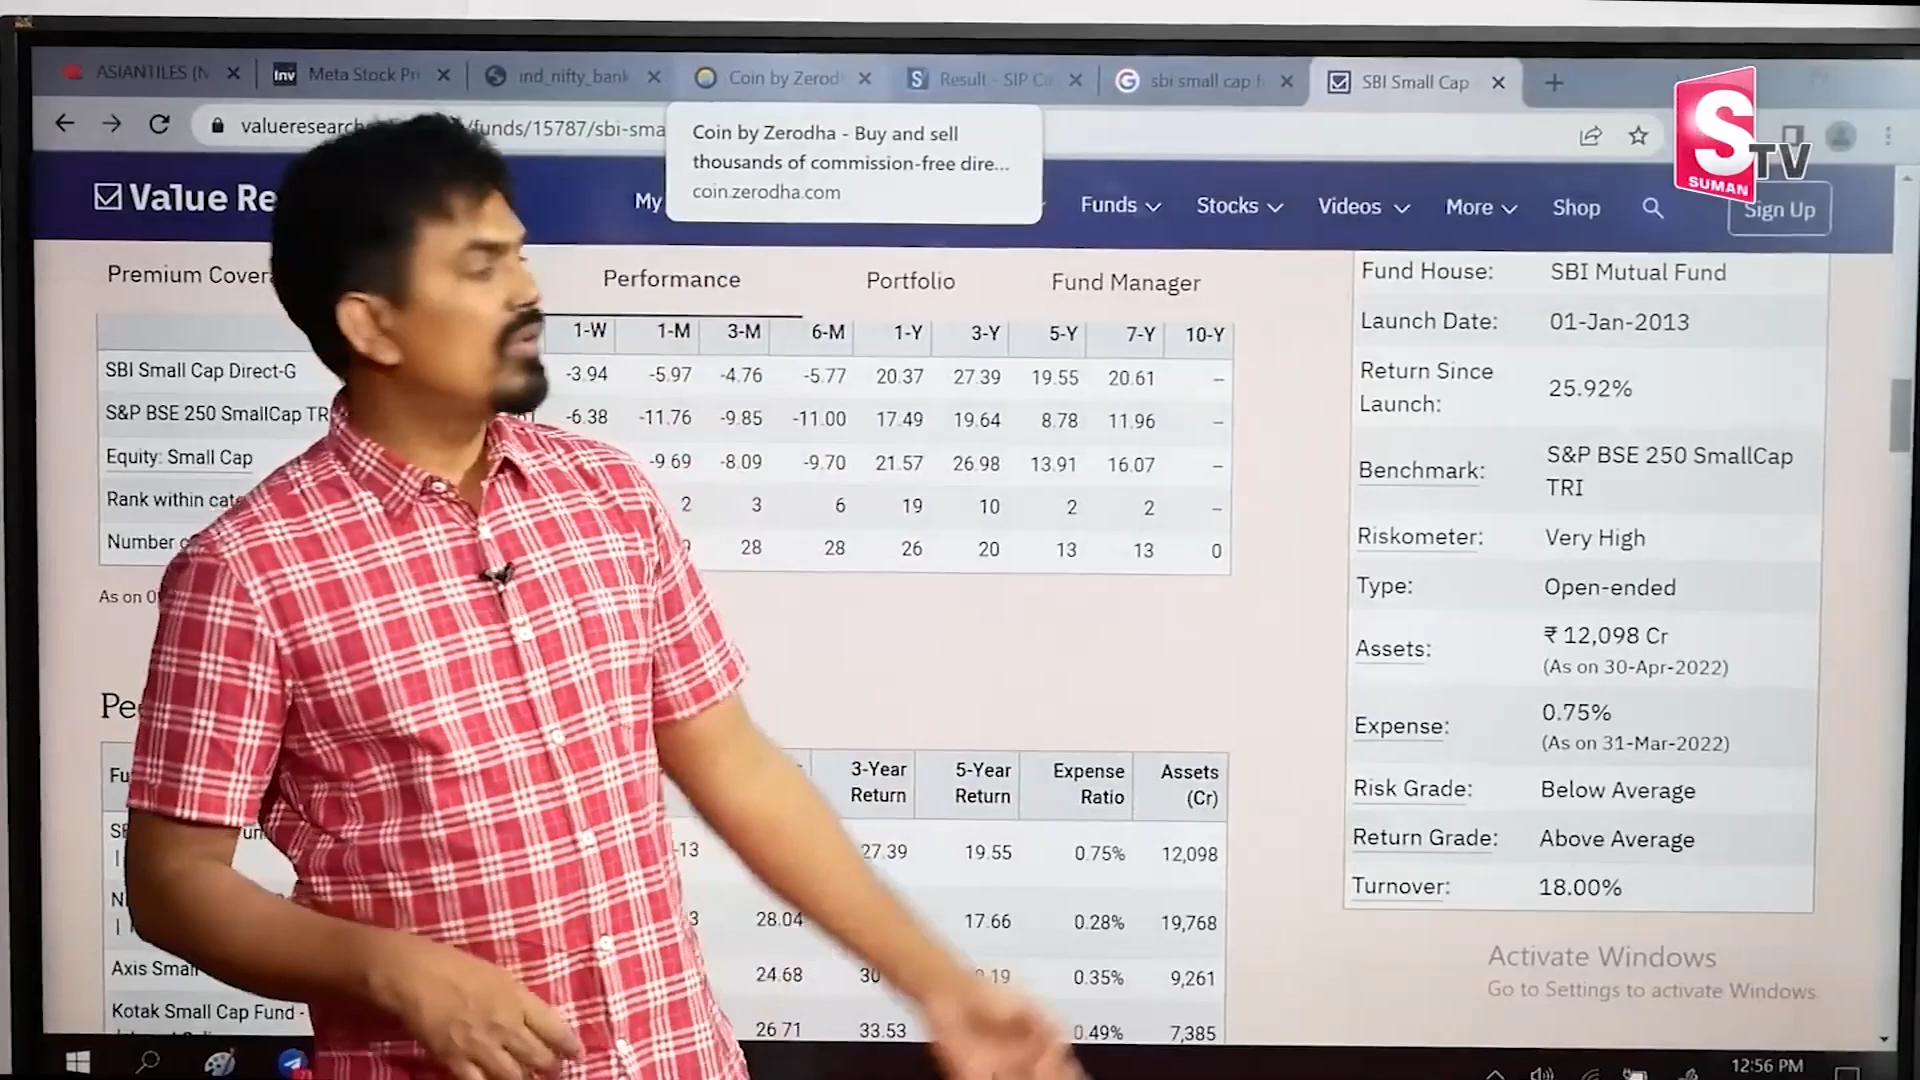 ASIANTILES (N
Inv Meta Stock Pri
ind_nifty_bank
Coin by Zerod
S Result - SIP Ca
G sbi small cap f
SBI Small Cap
valueresearch
/funds/15787/sbi-sma
Coin by Zerodha - Buy and sell
thousands of commission-free dire...
coin.zerodha.com
S
TV
SUMAN
Value Re
My
Funds
Stocks
Videos
More
Shop
Sign Up
Premium Covera
Performance
Portfolio
Fund Manager
1-W 1-M 3-M 6-M 1-Y 3-Y 5-Y 7-Y 10-Y
SBI Small Cap Direct-G -3.94 -5.97 -4.76 -5.77 20.37 27.39 19.55 20.61 --
S&P BSE 250 SmallCap TR -6.38 -11.76 -9.85 -11.00 17.49 19.64 8.78 11.96 --
Equity: Small Cap -9.69 -8.09 -9.70 21.57 26.98 13.91 16.07 --
Rank within cate 2 3 6 19 10 2 2 --
Number 28 28 26 20 13 13 0
As on 0
Pe
Fund House: SBI Mutual Fund
Launch Date: 01-Jan-2013
Return Since
Launch:
25.92%
Benchmark:
S&P BSE 250 SmallCap
TRI
Riskometer: Very High
Type: Open-ended
Assets:
₹ 12,098 Cr
(As on 30-Apr-2022)
Expense:
0.75%
(As on 31-Mar-2022)
Risk Grade: Below Average
Return Grade: Above Average
Turnover: 18.00%
Fu
3-Year
Return
5-Year
Return
Expense
Ratio
Assets
(Cr)
-13 27.39 19.55 0.75% 12,098
3 28.04 17.66 0.28% 19,768
Axis Small 24.68 30 0.35% 9,261
Kotak Small Cap Fund - 26.71 33.53 0.49% 7,385
Activate Windows
Go to Settings to activate Windows
12:56 PM